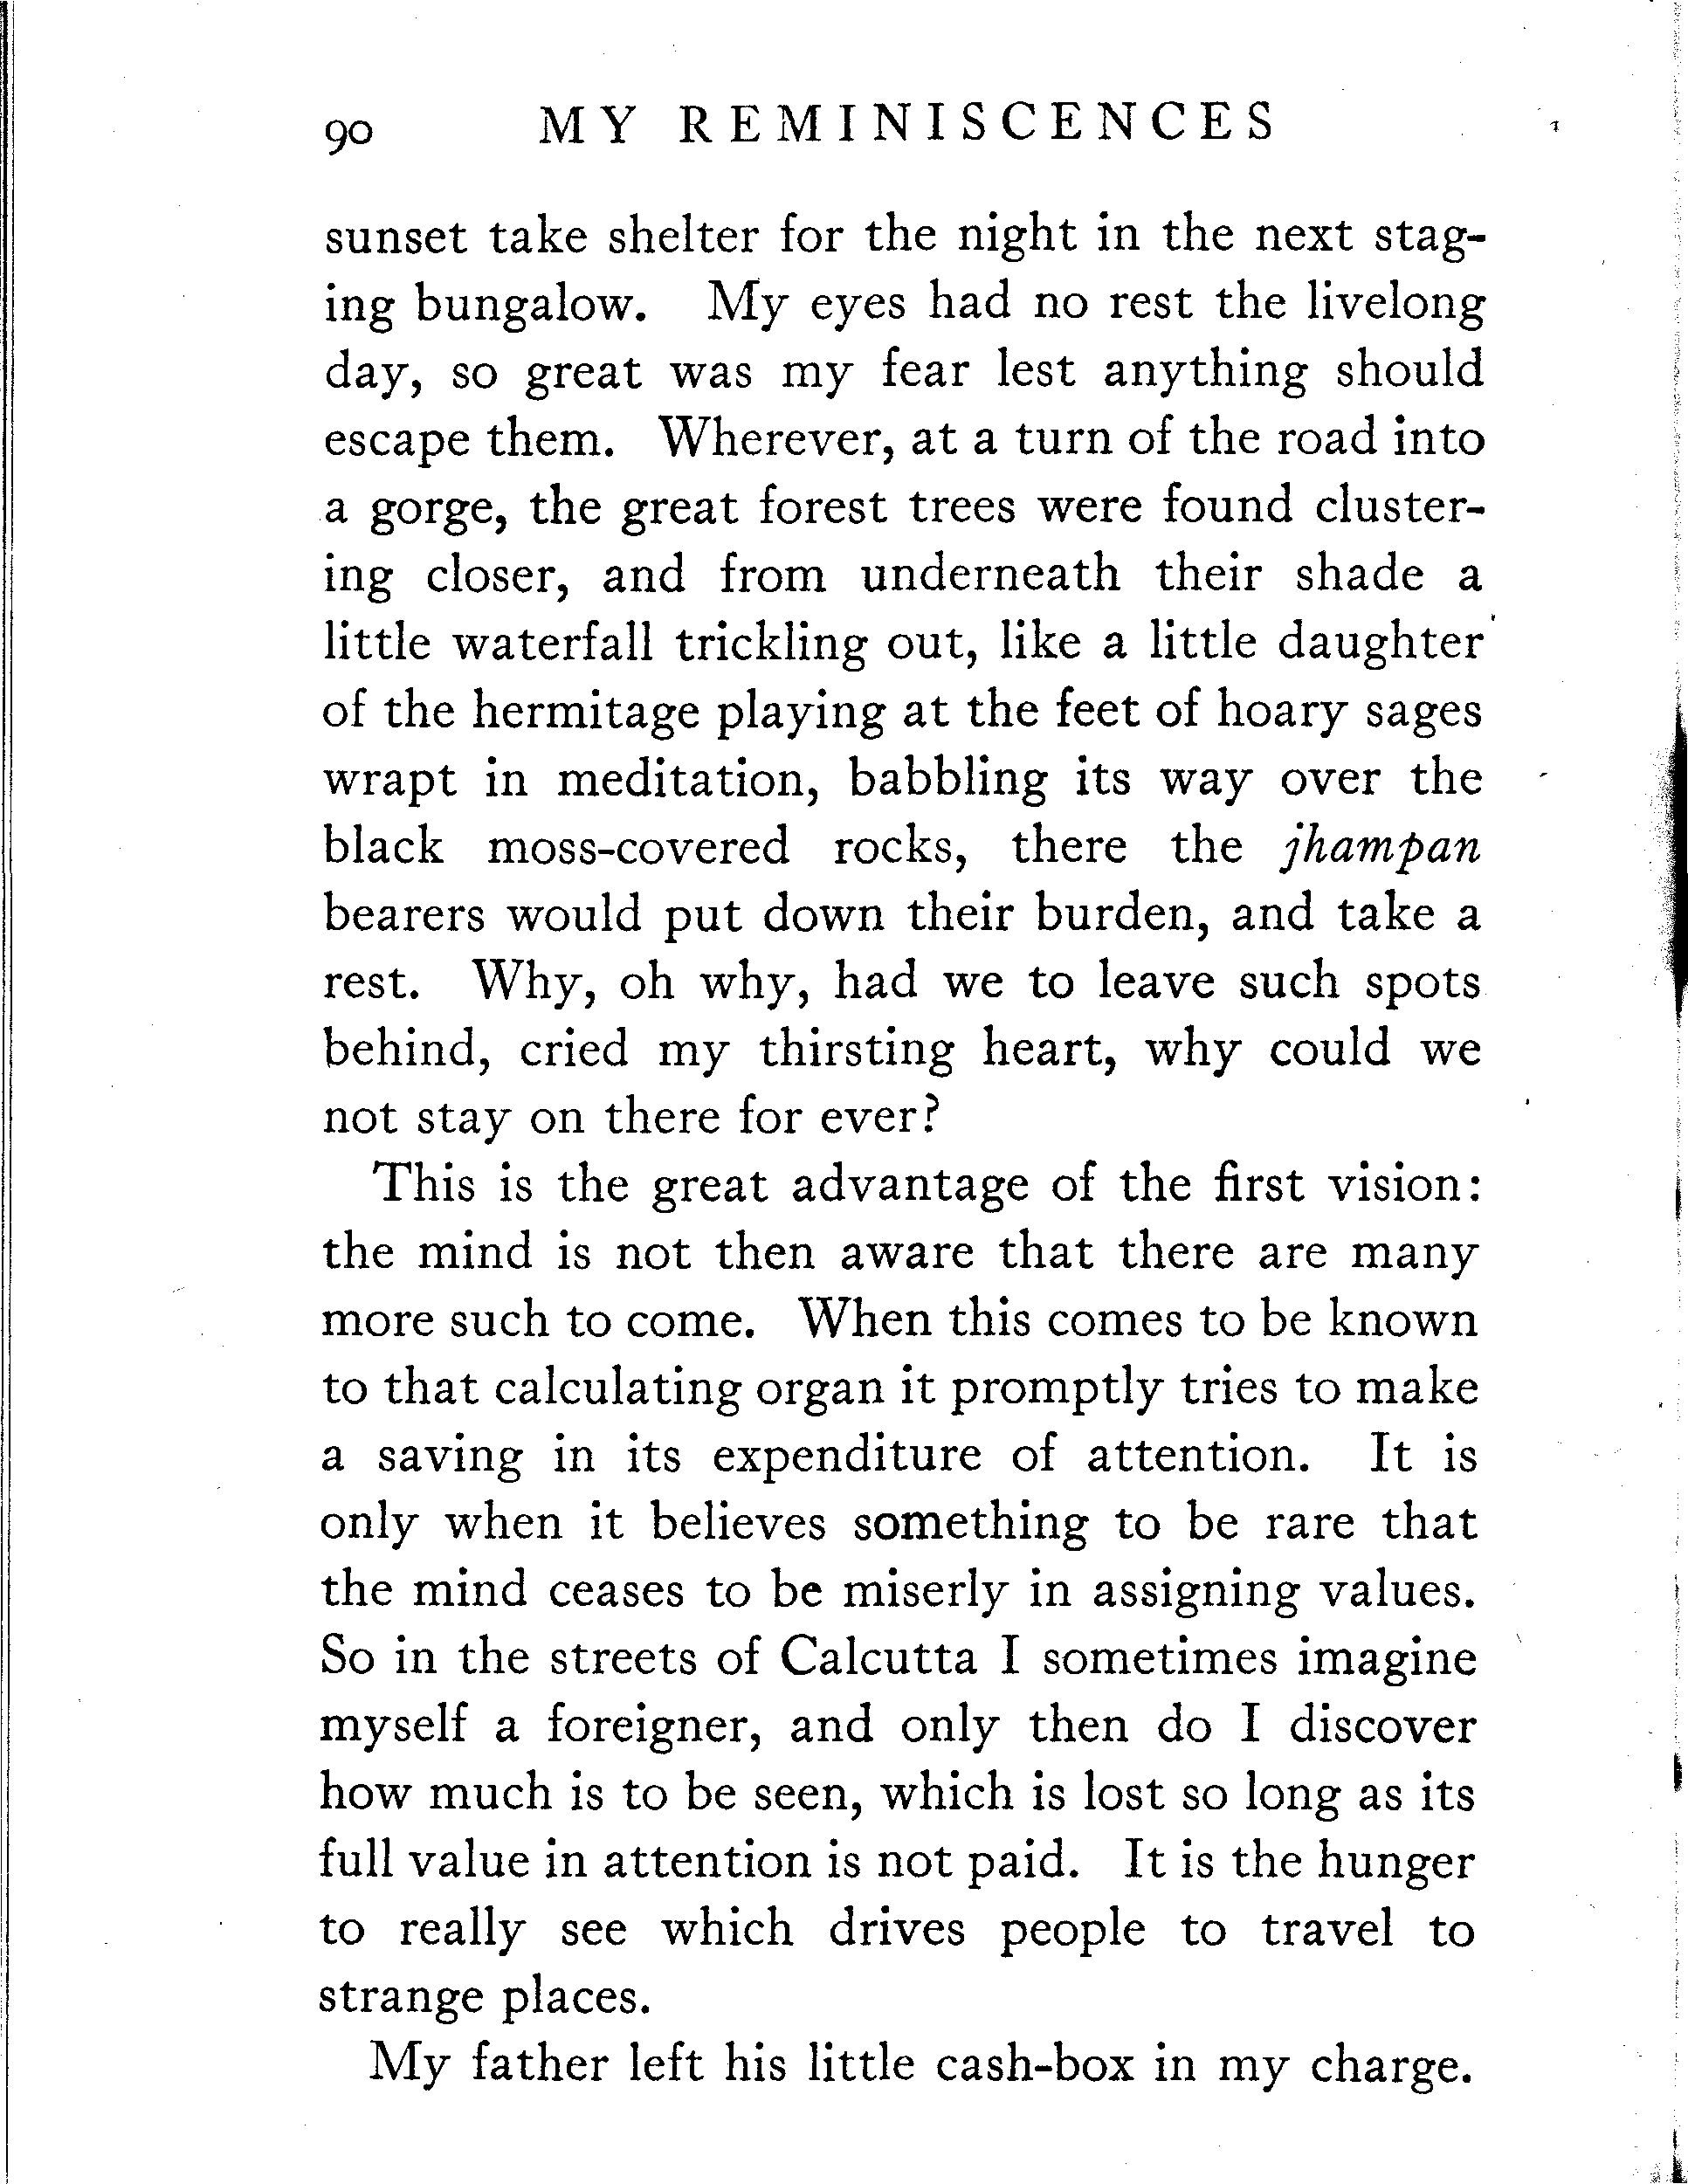 90 MY REMINISCENCES
sunset take shelter for the night in the next stag-
ing bungalow. My eyes had no rest the livelong
day, so great was my fear lest anything should
escape them. Wherever, at a turn of the road into
a gorge, the great forest trees were found cluster-
ing closer, and from underneath their shade a
little waterfall trickling out, like a little daughter
of the hermitage playing at the feet of hoary sages
wrapt in meditation, babbling its way over the
black moss-covered rocks, there the jhampan
bearers would put down their burden, and take a
rest. Why, oh why, had we to leave such spots
behind, cried my thirsting heart, why could we
not stay on there for ever?
This is the great advantage of the first vision:
the mind is not then aware that there are many
more such to come. When this comes to be known
to that calculating organ it promptly tries to make
a saving in its expenditure of attention. It is
only when it believes something to be rare that
the mind ceases to be miserly in assigning values.
So in the streets of Calcutta I sometimes imagine
myself a foreigner, and only then do I discover
how much is to be seen, which is lost so long as its
full value in attention is not paid. It is the hunger
to really see which drives people to travel to
strange places.
My father left his little cash-box in my charge.